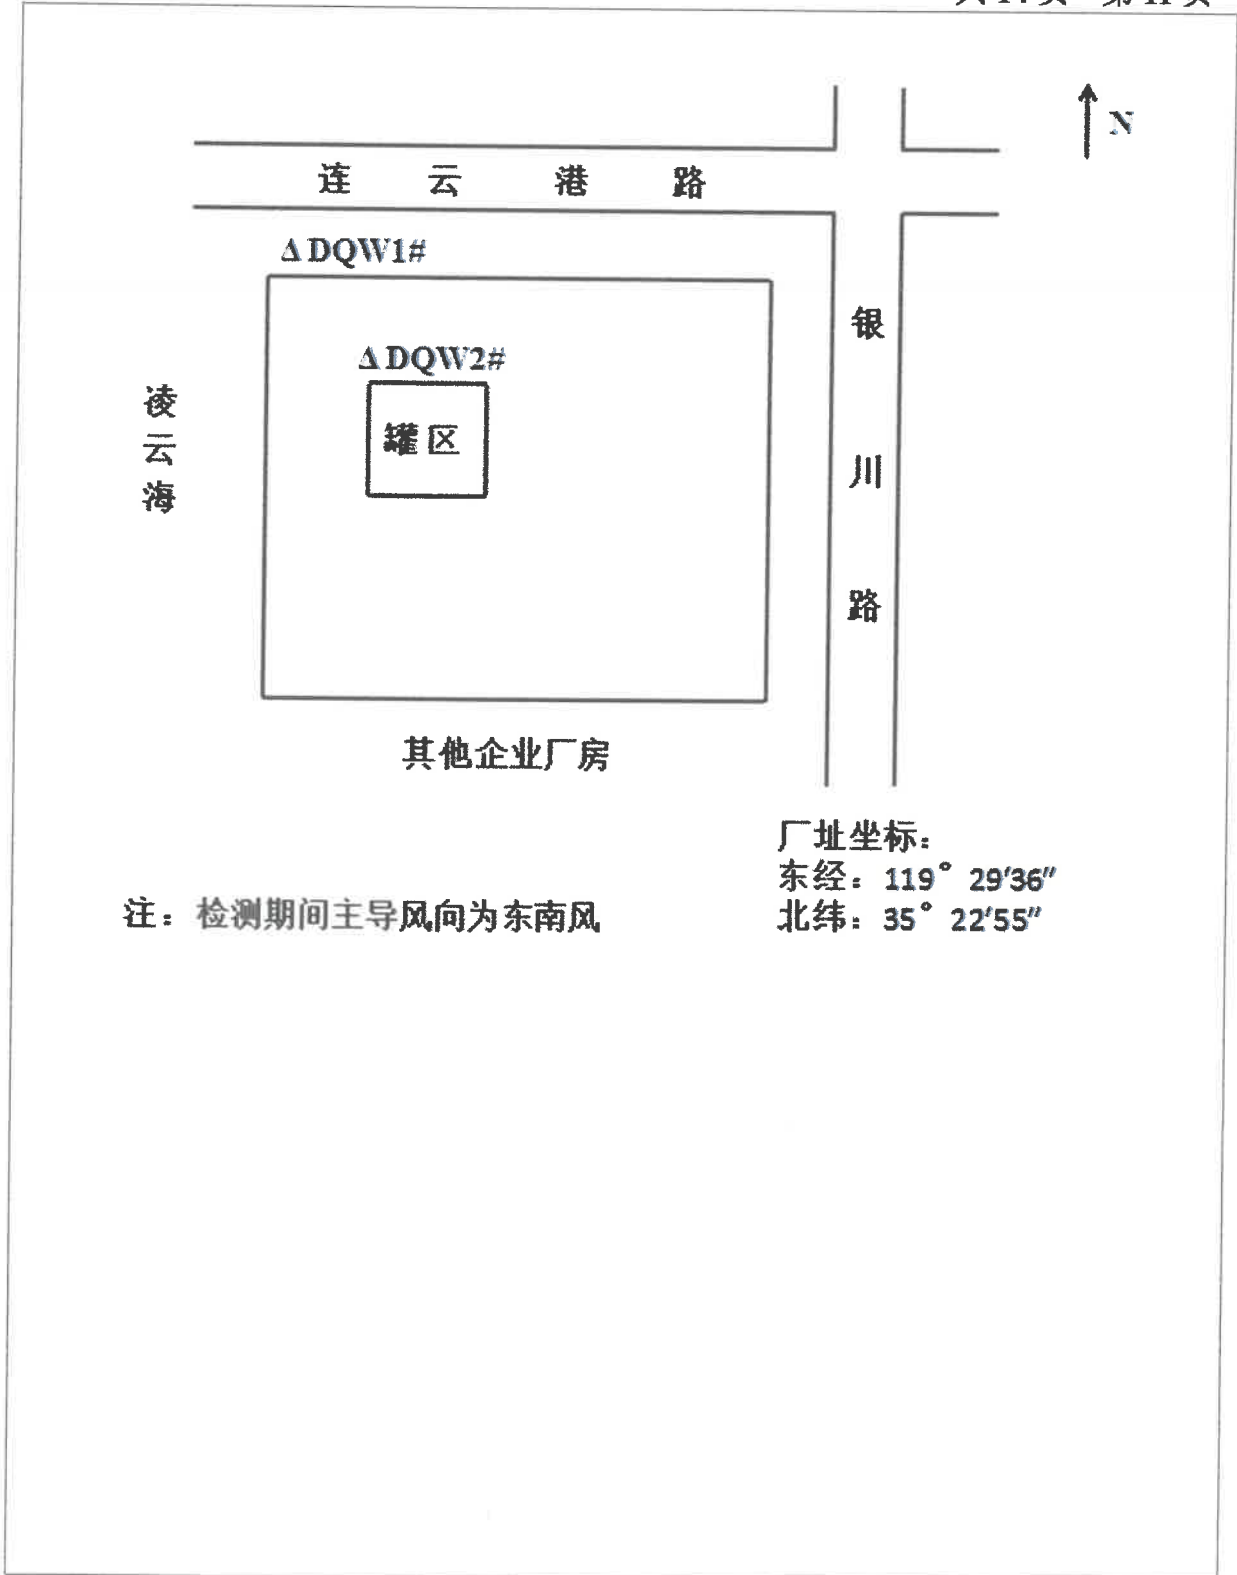 N
连云港路
Δ DQW1#
银川路
Δ DQW2#
凌云海
罐区
其他企业厂房
厂址坐标:
东经:119°29′36″
北纬:35°22′55″
注:检测期间主导风向为东南风